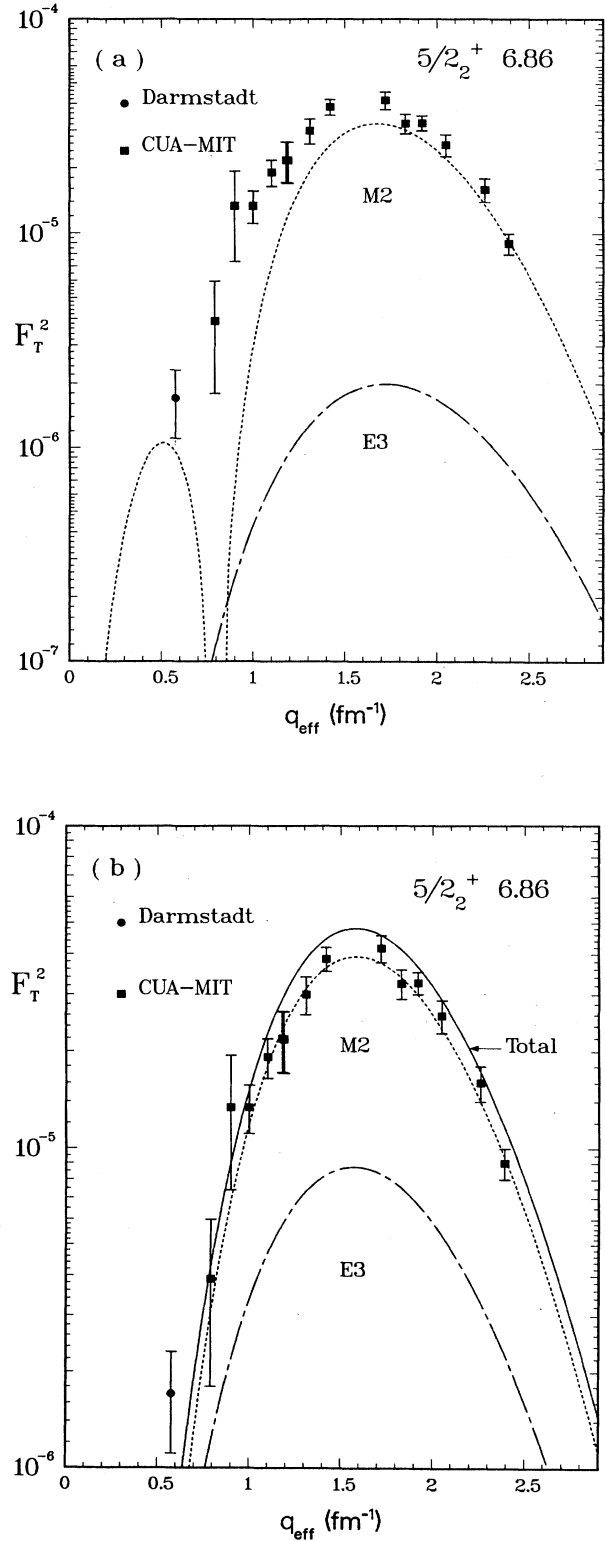 10⁻⁴
( a )
5/2₂⁺ 6.86
Darmstadt
CUA−MIT
M2
10⁻⁵
F_T²
10⁻⁶
E3
10⁻⁷
0 0.5 1 1.5 2 2.5
q_eff (fm⁻¹)
10⁻⁴
( b )
5/2₂⁺ 6.86
Darmstadt
F_T²
CUA−MIT
M2
Total
10⁻⁵
E3
10⁻⁶
0 0.5 1 1.5 2 2.5
q_eff (fm⁻¹)